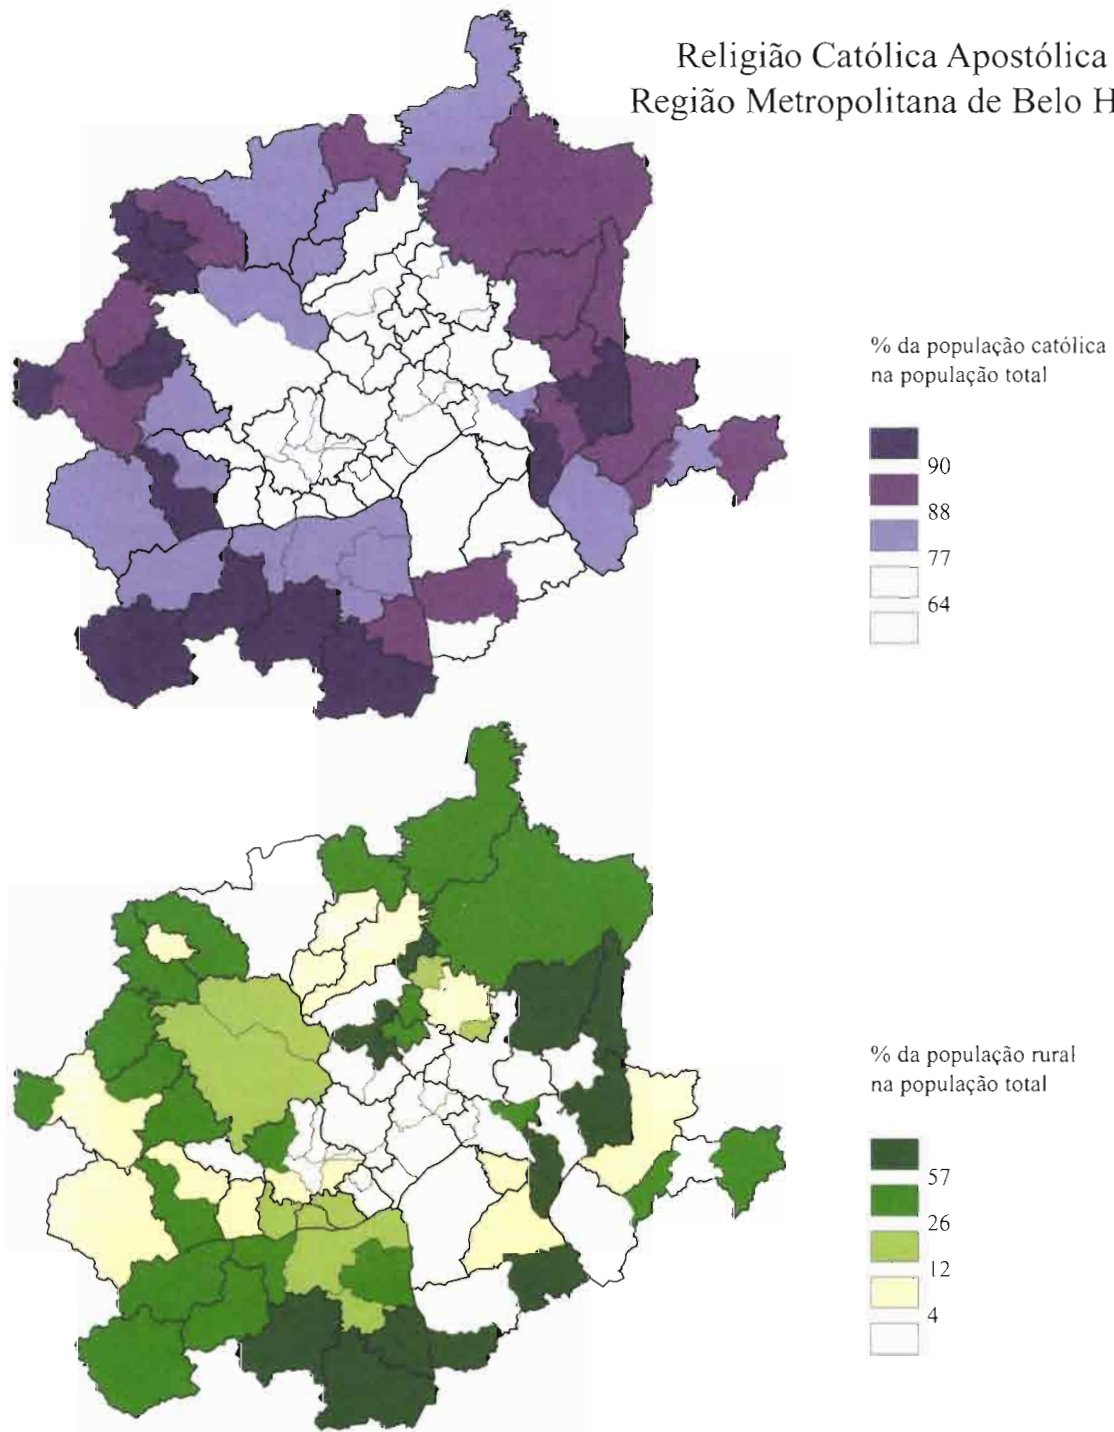 Religião Católica Apostólica
Região Metropolitana de Belo H
% da população católica
na população total
90
88
77
64
% da população rural
na população total
57
26
12
4